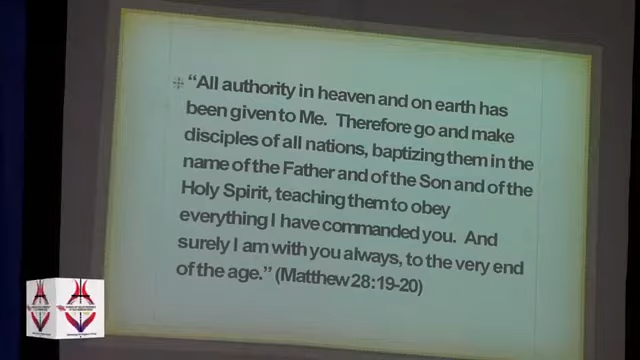 “All authority in heaven and on earth has
been given to Me. Therefore go and make
disciples of all nations, baptizing them in the
name of the Father and of the Son and of the
Holy Spirit, teaching them to obey
everything I have commanded you. And
surely I am with you always, to the very end
of the age.” (Matthew 28:19-20)